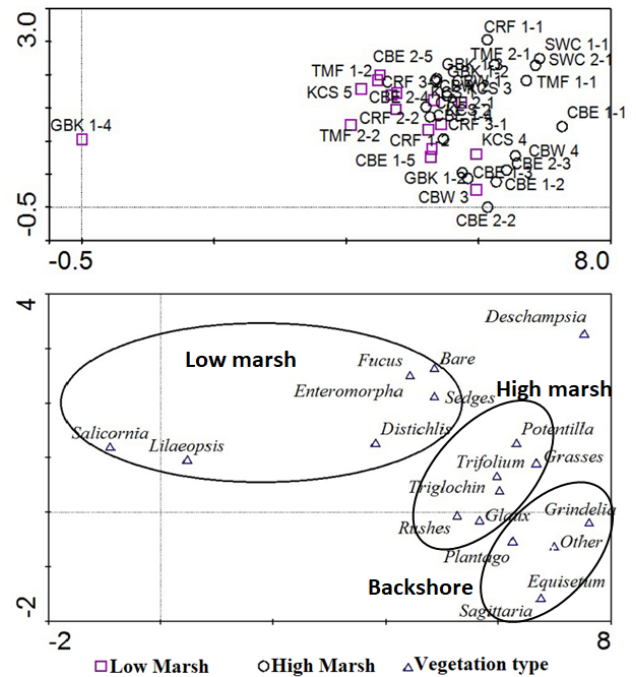 3.0
CRF 1-1
CBE 2-5
TMF 2-1
SWC 1-1
SWC 2-1
TMF 1-2
GBK
TMF 1-1
KCS 5
CBE 2-4
KCS 3
GBK 1-4
CRF 2-2
CBE 1-1
TMF 2-2
CRF 1-2
CRF 3-1
KCS 4
CBW 4
CBE 1-5
CBE 2-3
GBK 1-2
CBE 1-3
CBE 1-2
CBW 3
CBE 2-2
-0.5
-0.5
8.0
4
Deschampsia
Low marsh
Fucus
Bare
Enteromorpha
Sedges
High marsh
Salicornia
Lilaeopsis
Distichlis
Potentilla
Trifolium
Grasses
Triglochin
Rushes
Glaux
Grindelia
Plantago
Other
Backshore
Equisetum
Sagittaria
-2
-2
8
Low Marsh
High Marsh
Vegetation type